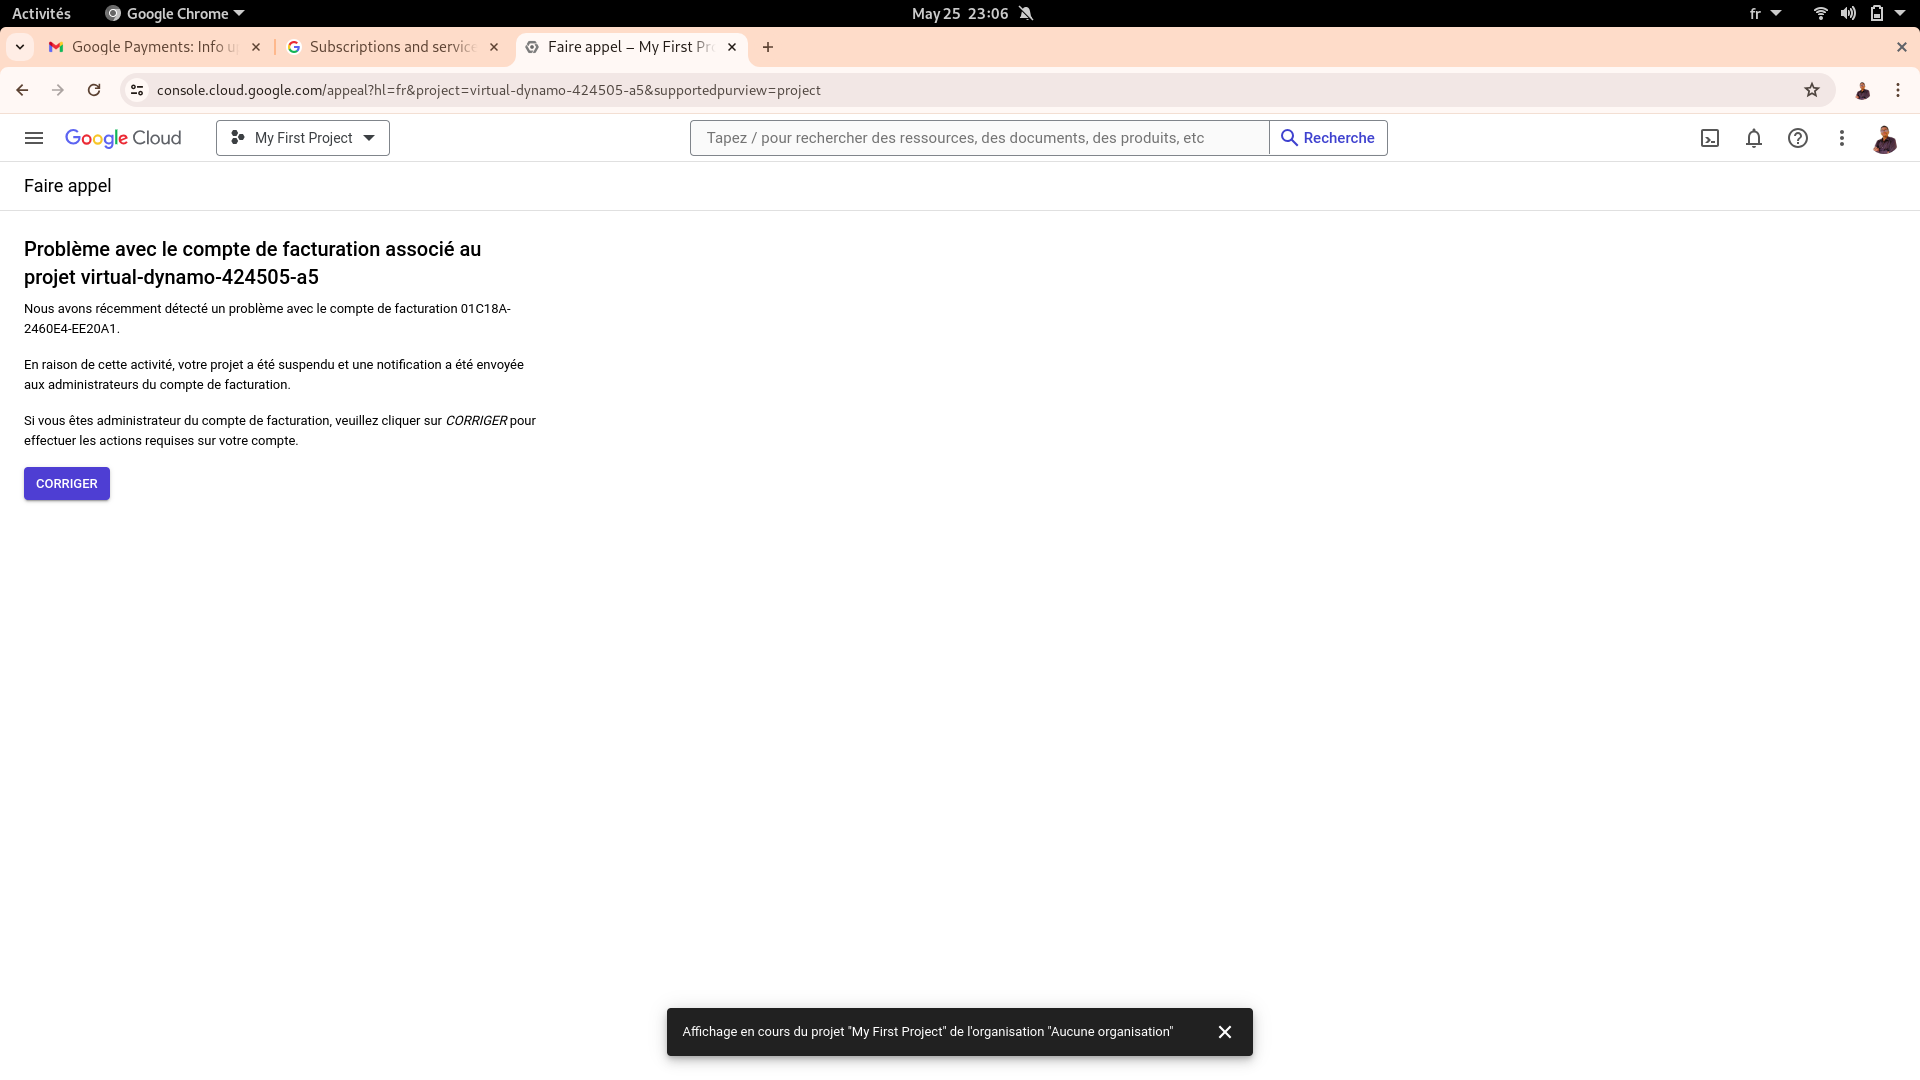 Activités
Google Chrome
May 25 23:06
fr
Google Payments: Info u
Subscriptions and service
Faire appel – My First Pr
console.cloud.google.com/appeal?hl=fr&project=virtual-dynamo-424505-a5&supportedpurview=project
Google Cloud
My First Project
Tapez / pour rechercher des ressources, des documents, des produits, etc
Recherche
Faire appel
Problème avec le compte de facturation associé au
projet virtual-dynamo-424505-a5
Nous avons récemment détecté un problème avec le compte de facturation 01C18A-
2460E4-EE20A1.
En raison de cette activité, votre projet a été suspendu et une notification a été envoyée
aux administrateurs du compte de facturation.
Si vous êtes administrateur du compte de facturation, veuillez cliquer sur CORRIGER pour
effectuer les actions requises sur votre compte.
CORRIGER
Affichage en cours du projet "My First Project" de l'organisation "Aucune organisation"